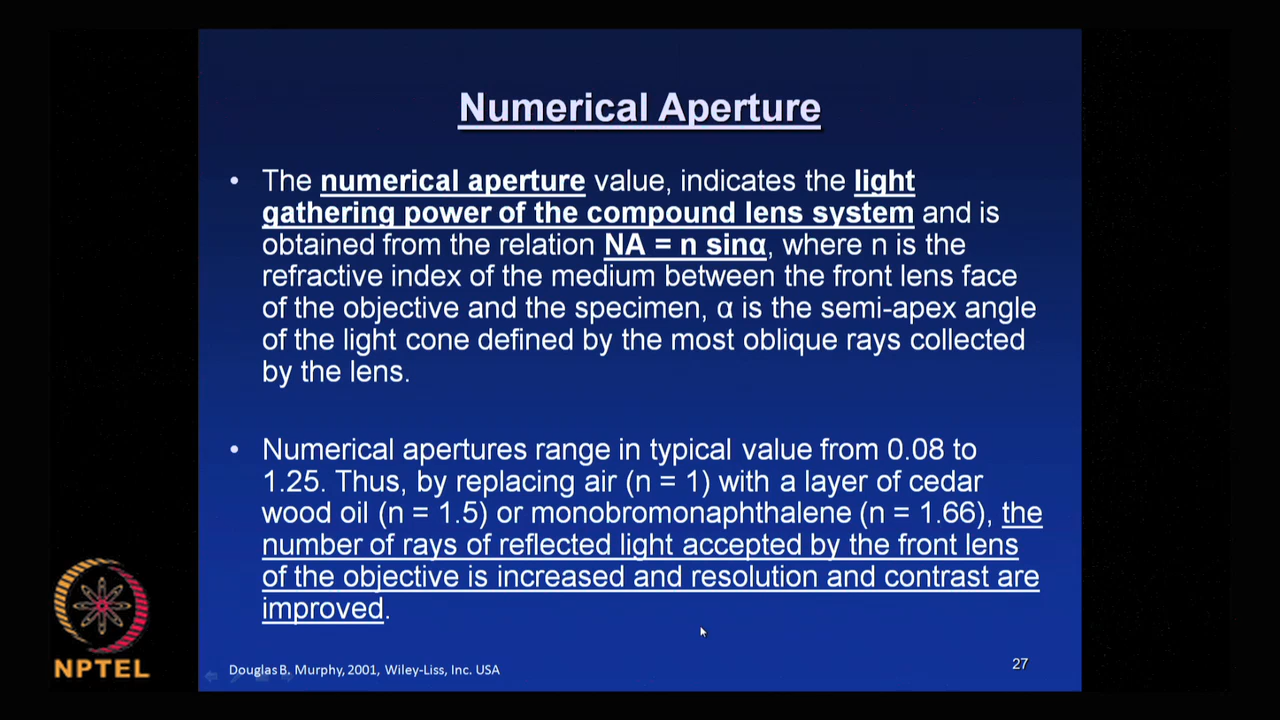 Numerical Aperture
• The numerical aperture value, indicates the light
gathering power of the compound lens system and is
obtained from the relation NA = n sinα, where n is the
refractive index of the medium between the front lens face
of the objective and the specimen, α is the semi-apex angle
of the light cone defined by the most oblique rays collected
by the lens.
• Numerical apertures range in typical value from 0.08 to
1.25. Thus, by replacing air (n = 1) with a layer of cedar
wood oil (n = 1.5) or monobromonaphthalene (n = 1.66), the
number of rays of reflected light accepted by the front lens
of the objective is increased and resolution and contrast are
improved.
NPTEL
Douglas B. Murphy, 2001, Wiley-Liss, Inc. USA
27